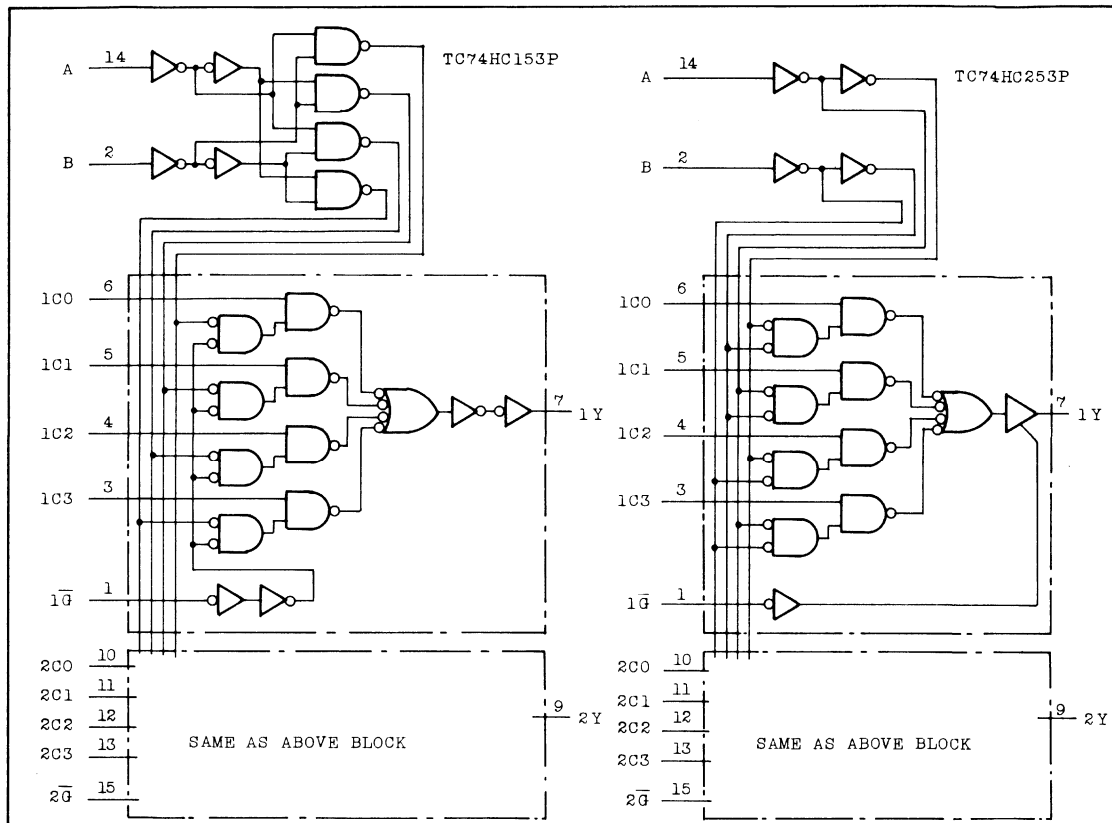 TC74HC153P
A 14
B 2
1C0 6
1C1 5
1C2 4
1C3 3
1G̅ 1
7 1Y
2C0 10
2C1 11
2C2 12
2C3 13
2G̅ 15
9 2Y
SAME AS ABOVE BLOCK
TC74HC253P
A 14
B 2
1C0 6
1C1 5
1C2 4
1C3 3
1G̅ 1
7 1Y
2C0 10
2C1 11
2C2 12
2C3 13
2G̅ 15
9 2Y
SAME AS ABOVE BLOCK